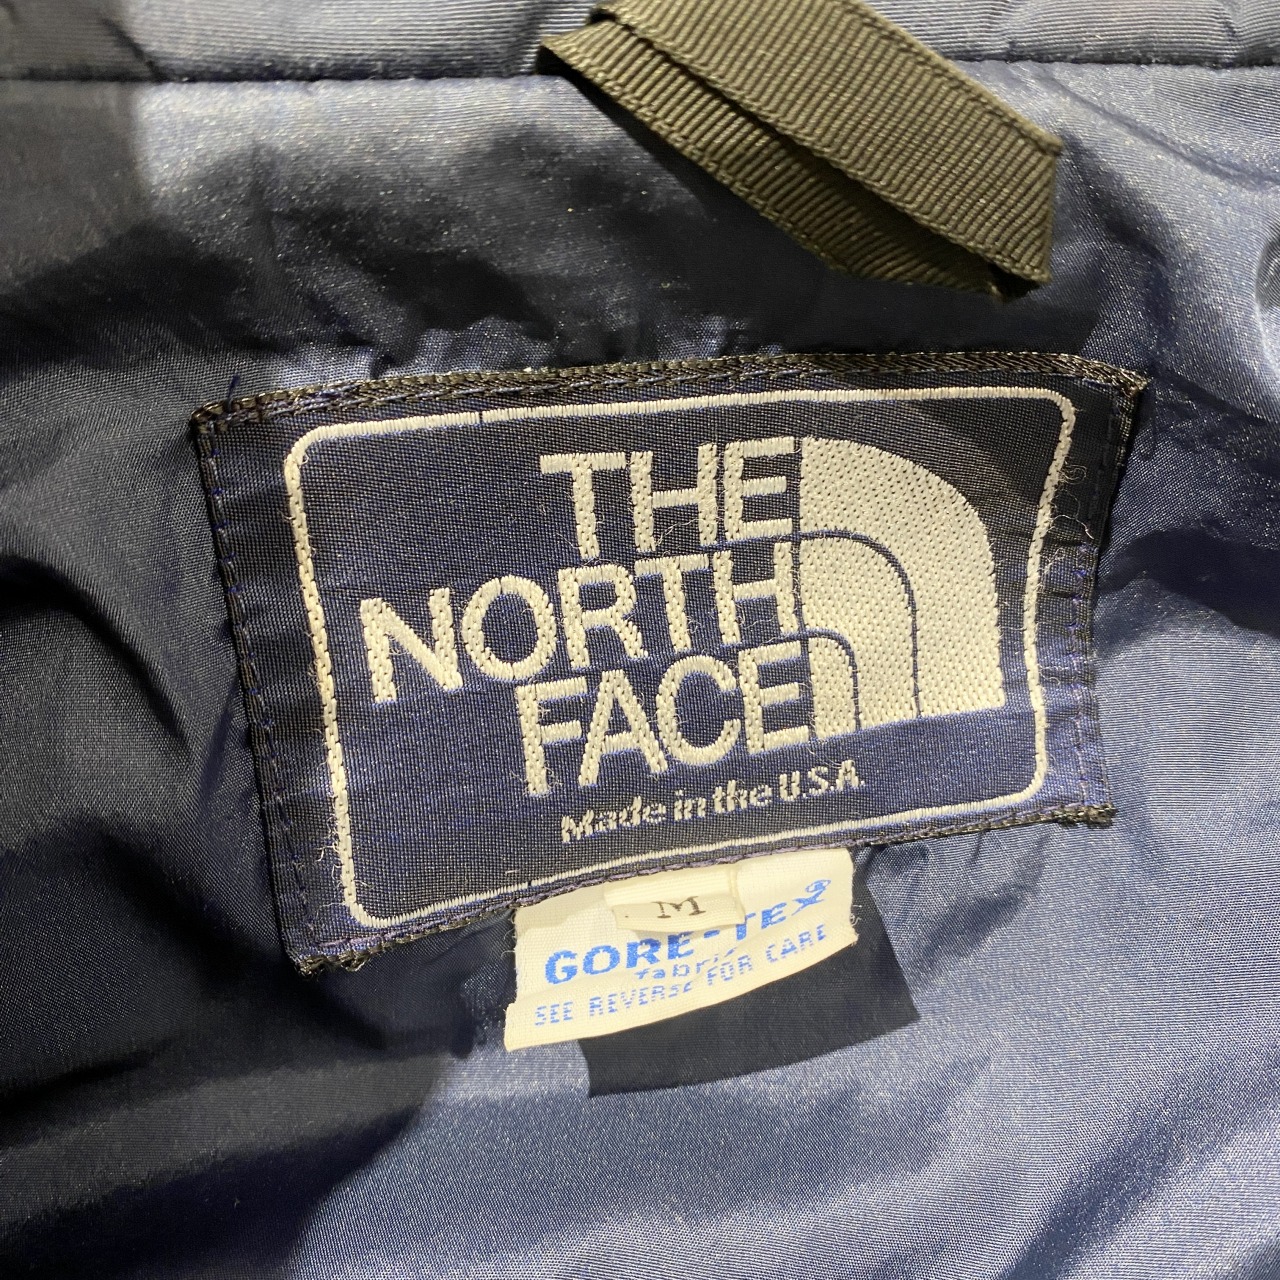 THE
NORTH
FACE
Made in the U.S.A.
M
GORE-TEX®
fabric
SEE REVERSE FOR CARE